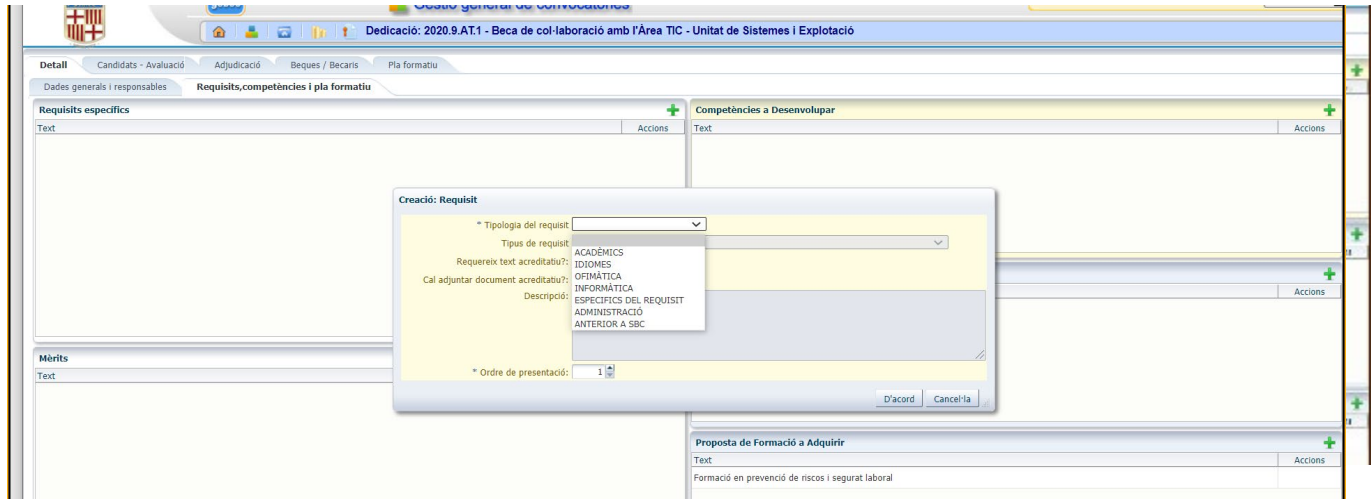 Gestió general de convocatories
Dedicació: 2020.9.AT.1 - Beca de col·laboració amb l'Àrea TIC - Unitat de Sistemes i Explotació
Detall Candidats - Avaluació Adjudicació Beques / Becaris Pla formatiu
Dades generals i responsables Requisits,competències i pla formatiu
Requisits específics Competències a Desenvolupar
Text Accions Text Accions
Creació: Requisit
* Tipologia del requisit
Tipus de requisit
ACADÈMICS
Requereix text acreditatiu?: IDIOMES
OFIMÀTICA
Cal adjuntar document acreditatiu?:
INFORMÀTICA
Descripció: ESPECIFICS DEL REQUISIT
Accions
ADMINISTRACIÓ
ANTERIOR A SBC
Mèrits
Text
* Ordre de presentació: 1
D'acord Cancel·la
Proposta de Formació a Adquirir
Text Accions
Formació en prevenció de riscos i segurat laboral